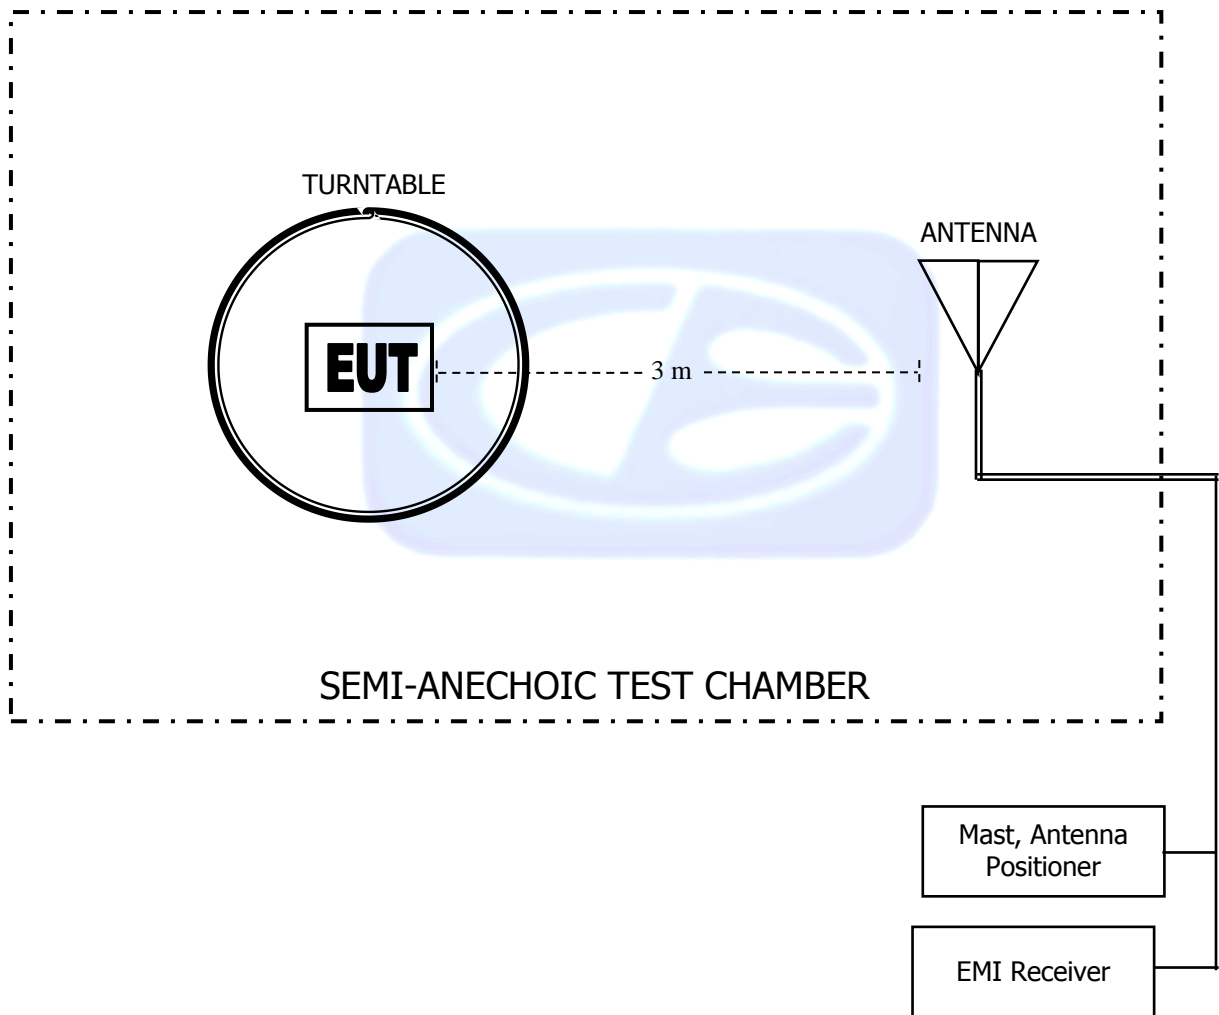 TURNTABLE
ANTENNA
EUT
3 m
SEMI-ANECHOIC TEST CHAMBER
Mast, Antenna
Positioner
EMI Receiver